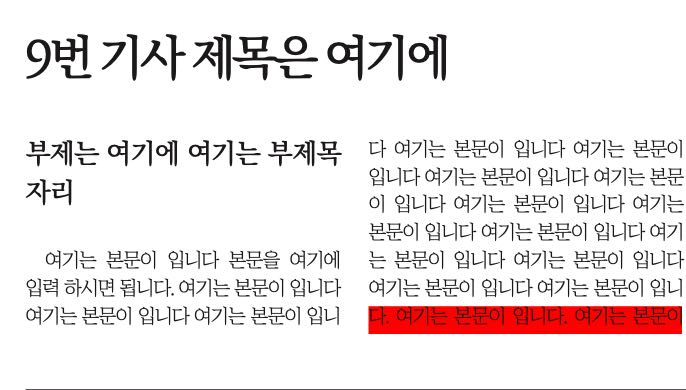 9번 기사 제목은 여기에
부제는 여기에 여기는 부제목
자리
여기는 본문이 입니다 본문을 여기에
입력 하시면 됩니다. 여기는 본문이 입니다
여기는 본문이 입니다 여기는 본문이 입니
다 여기는 본문이 입니다 여기는 본문이
입니다 여기는 본문이 입니다 여기는 본문
이 입니다 여기는 본문이 입니다 여기는
본문이 입니다 여기는 본문이 입니다 여기
는 본문이 입니다 여기는 본문이 입니다
여기는 본문이 입니다 여기는 본문이 입니
다. 여기는 본문이 입니다. 여기는 본문이